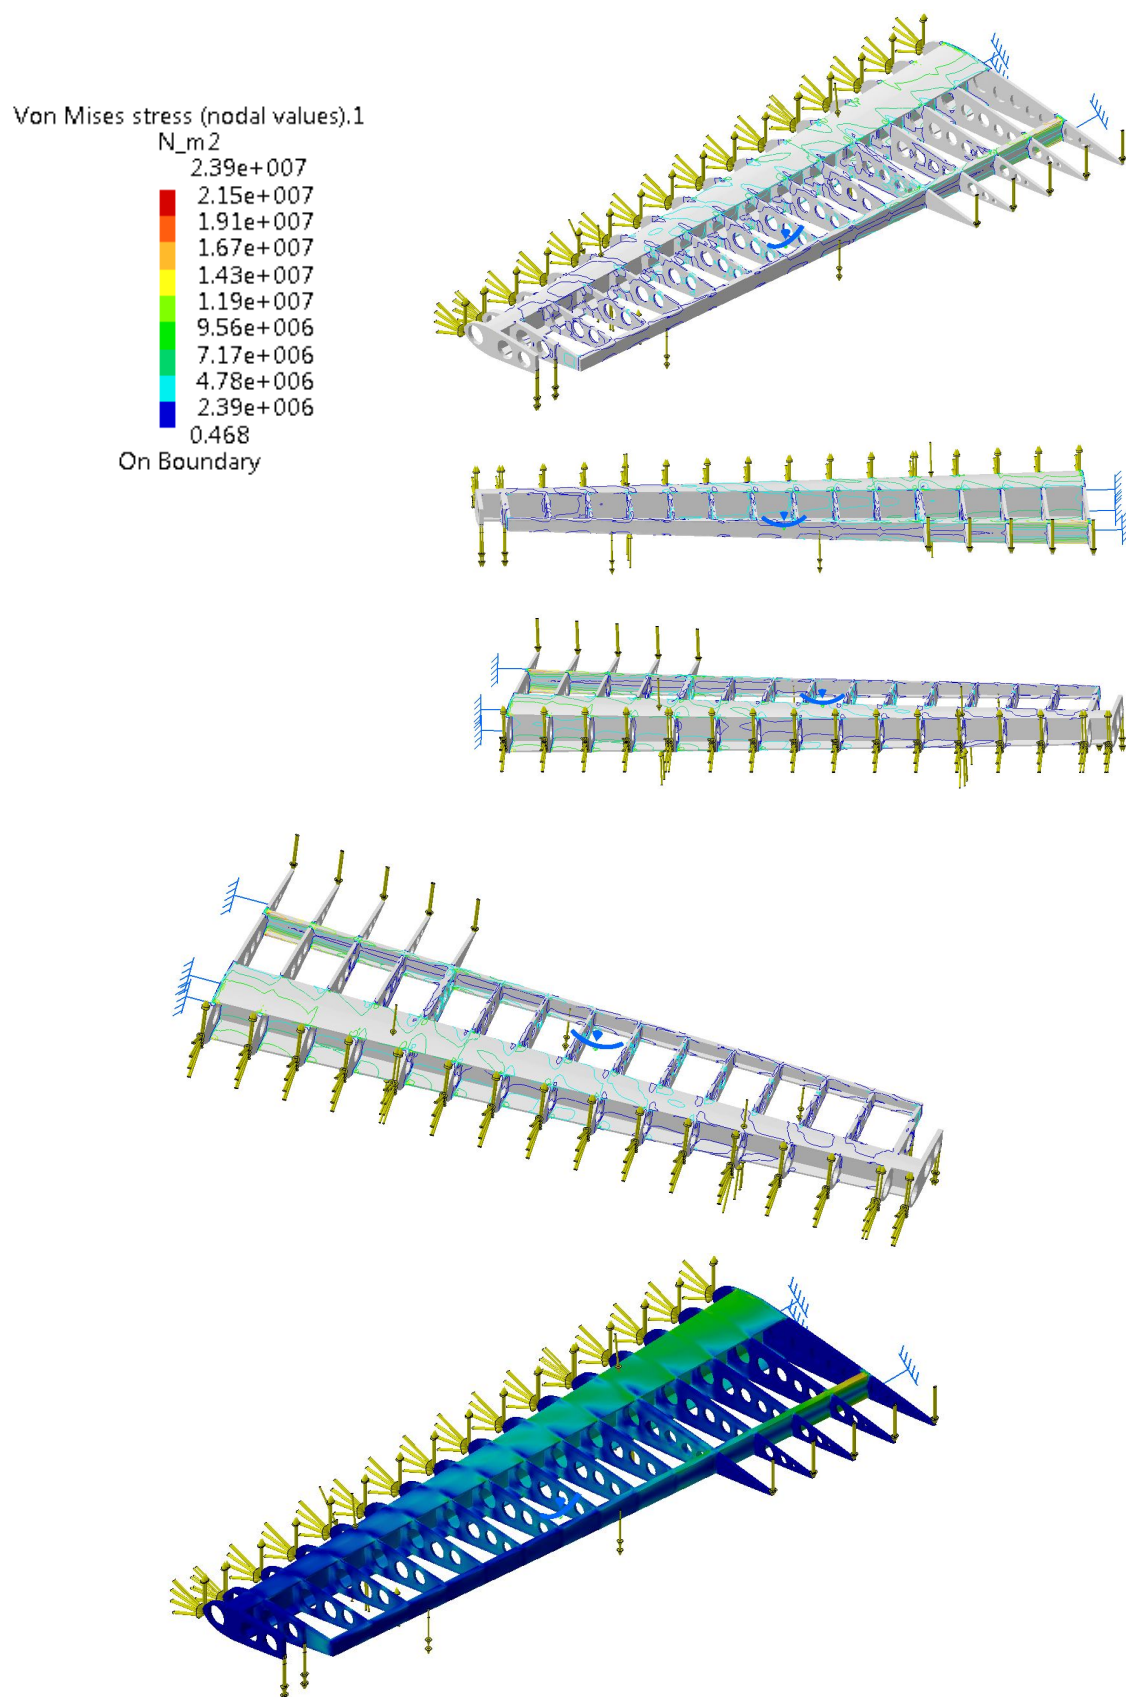 Von Mises stress (nodal values).1
N_m2
2.39e+007
2.15e+007
1.91e+007
1.67e+007
1.43e+007
1.19e+007
9.56e+006
7.17e+006
4.78e+006
2.39e+006
0.468
On Boundary